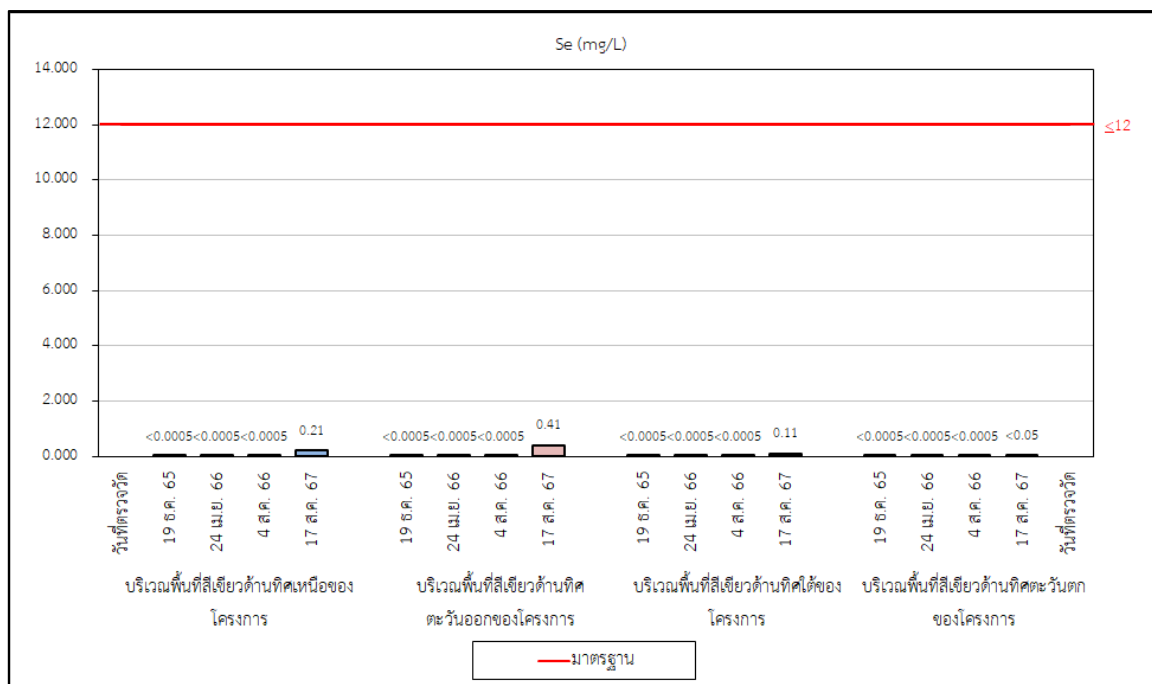 Se (mg/L)
14.000
12.000
≤12
10.000
8.000
6.000
4.000
2.000
0.000
<0.0005 <0.0005 <0.0005 0.21
<0.0005 <0.0005 <0.0005 0.41
<0.0005 <0.0005 <0.0005 0.11
<0.0005 <0.0005 <0.0005 <0.05
วันที่ตรวจวัด
19 ธ.ค. 65
24 เม.ย. 66
4 ส.ค. 66
17 ส.ค. 67
19 ธ.ค. 65
24 เม.ย. 66
4 ส.ค. 66
17 ส.ค. 67
19 ธ.ค. 65
24 เม.ย. 66
4 ส.ค. 66
17 ส.ค. 67
19 ธ.ค. 65
24 เม.ย. 66
4 ส.ค. 66
17 ส.ค. 67
วันที่ตรวจวัด
บริเวณพื้นที่สีเขียวด้านทิศเหนือของ
โครงการ
บริเวณพื้นที่สีเขียวด้านทิศ
ตะวันออกของโครงการ
บริเวณพื้นที่สีเขียวด้านทิศใต้ของ
โครงการ
บริเวณพื้นที่สีเขียวด้านทิศตะวันตก
ของโครงการ
มาตรฐาน